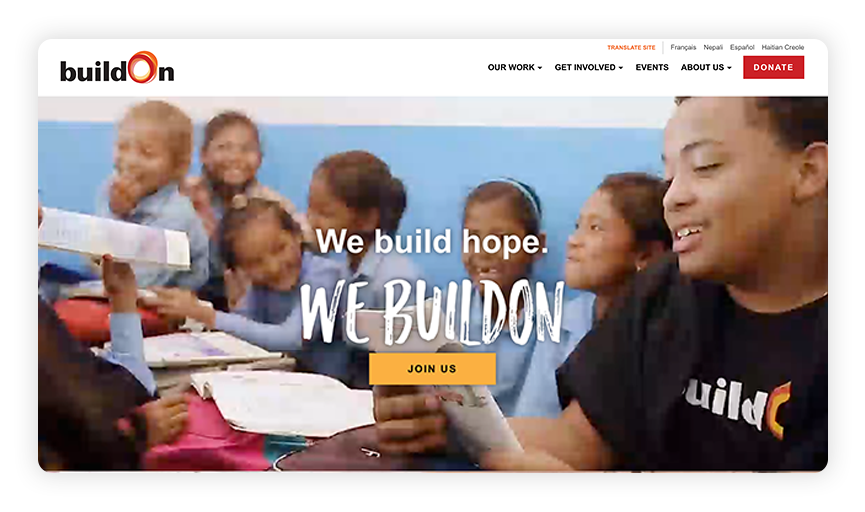 TRANSLATE SITE Français Nepali Español Haitian Creole
buildOn
OUR WORK GET INVOLVED EVENTS ABOUT US DONATE
We build hope.
WE BUILDON
JOIN US
uildO